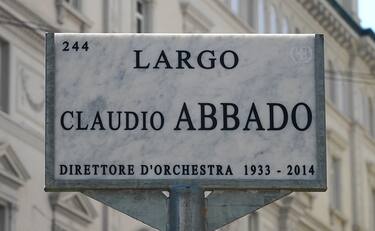 244
LARGO
CLAUDIO ABBADO
DIRETTORE D'ORCHESTRA 1933 - 2014